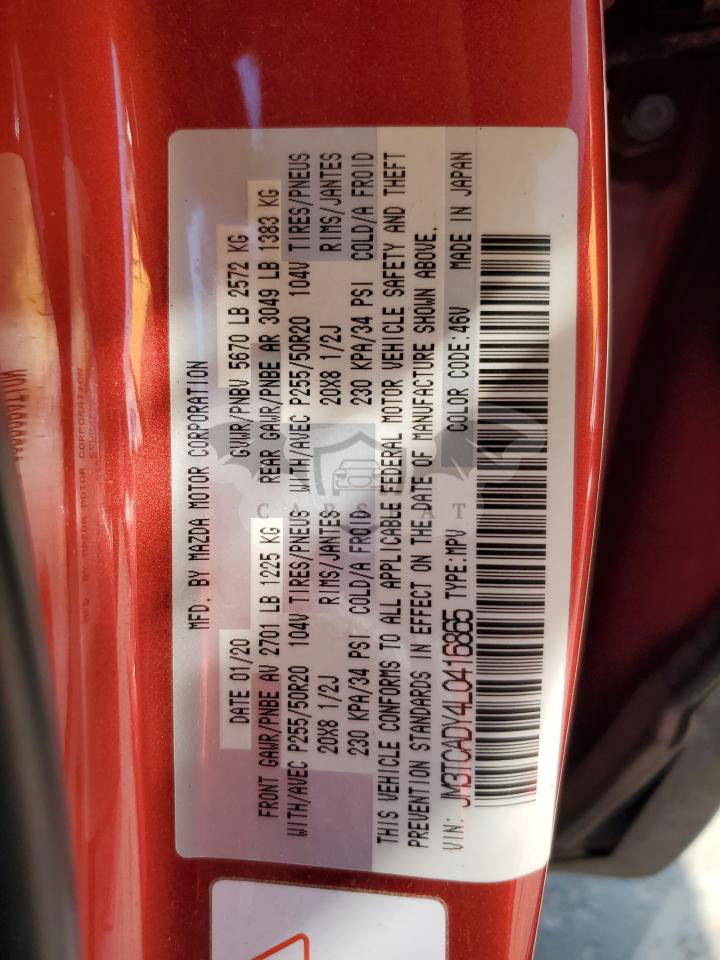 MFD. BY MAZDA MOTOR CORPORATION
DATE 01/20 GVWR/PNBV 5670 LB 2572 KG
FRONT GAWR/PNBE AV 2701 LB 1225 KG REAR GAWR/PNBE AR 3049 LB 1383 KG
WITH/AVEC P255/50R20 104V TIRES/PNEUS WITH/AVEC P255/50R20 104V TIRES/PNEUS
20X8 1/2J RIMS/JANTES 20X8 1/2J RIMS/JANTES
230 KPA/34 PSI COLD/A FROID 230 KPA/34 PSI COLD/A FROID
THIS VEHICLE CONFORMS TO ALL APPLICABLE FEDERAL MOTOR VEHICLE SAFETY AND THEFT
PREVENTION STANDARDS IN EFFECT ON THE DATE OF MANUFACTURE SHOWN ABOVE.
VIN: JM3TCADY4L0416865 TYPE:MPV COLOR CODE:46V MADE IN JAPAN